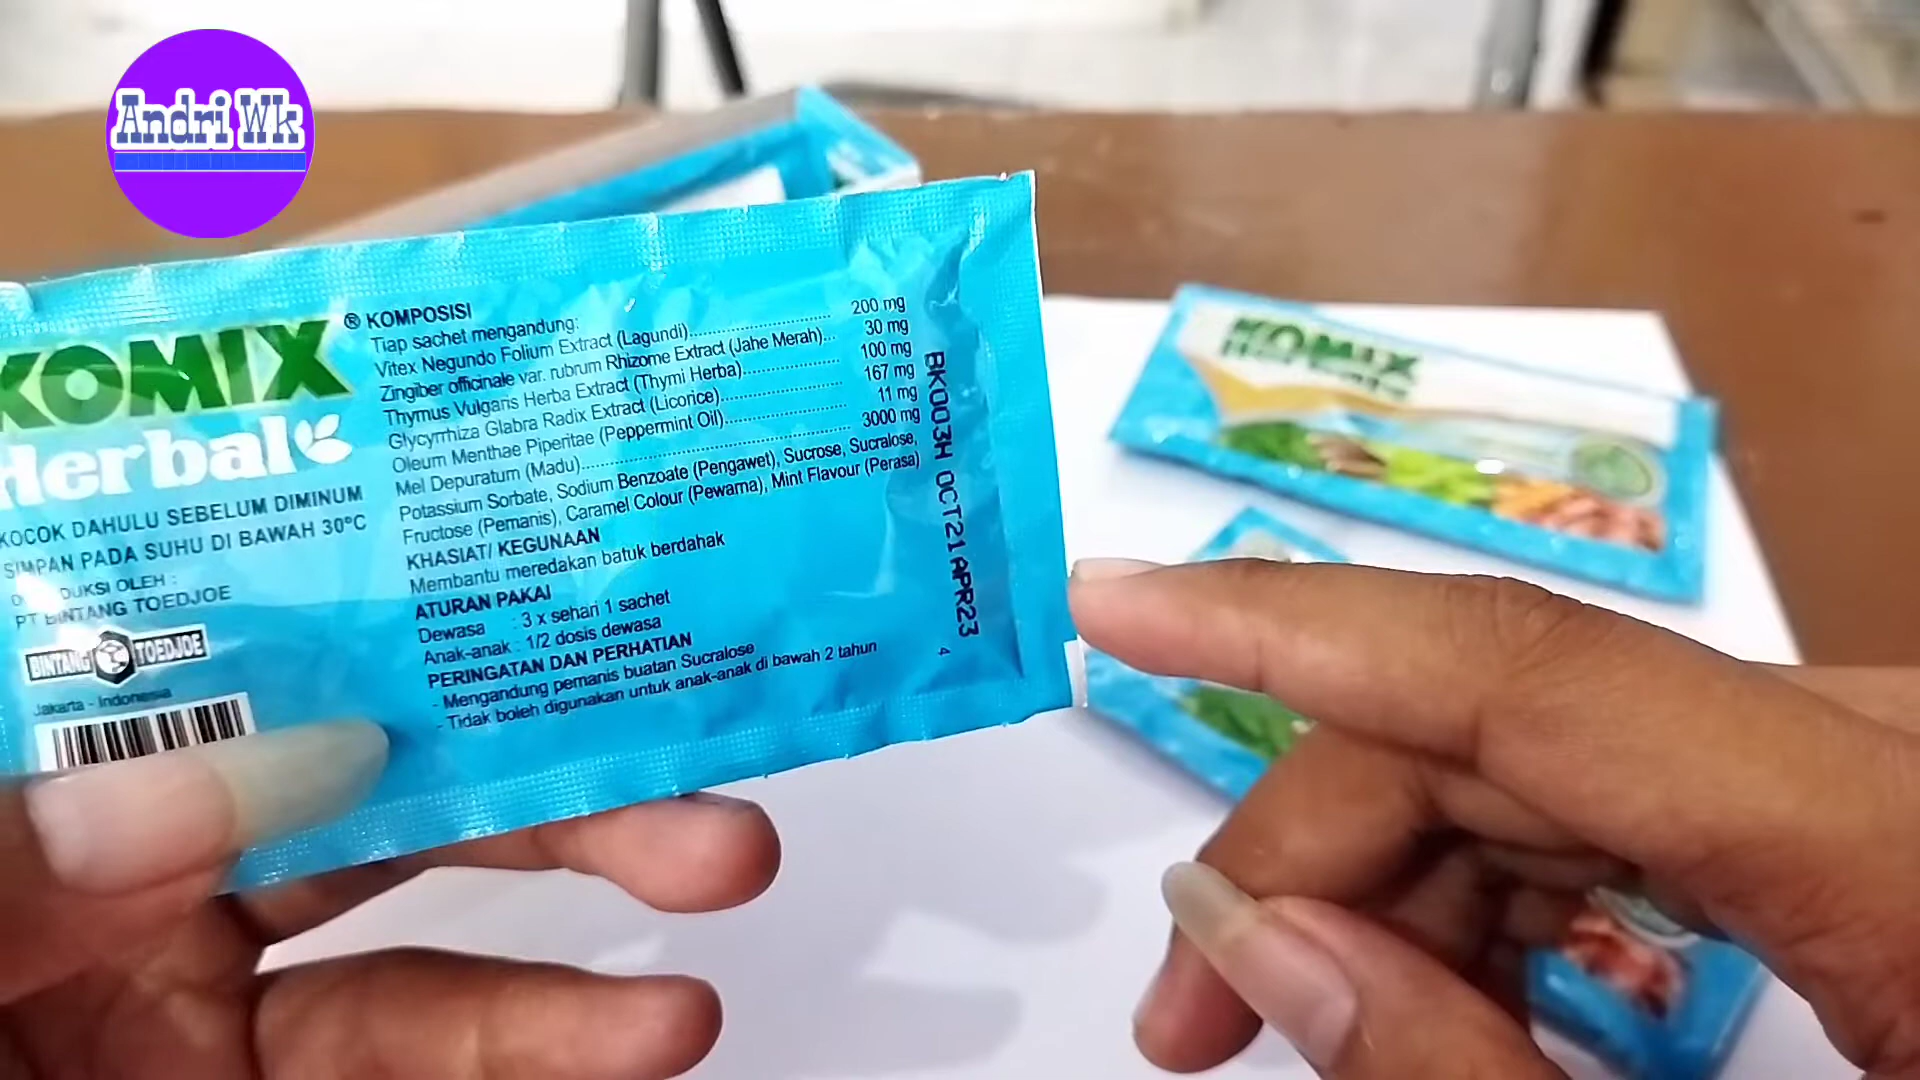 Andri Wk
KOMIX
Herbal
KOCOK DAHULU SEBELUM DIMINUM
SIMPAN PADA SUHU DI BAWAH 30°C
OLEH :
PT BINTANG TOEDJOE
BINTANG TOEDJOE
Jakarta - Indonesia
® KOMPOSISI
Tiap sachet mengandung:
Vitex Negundo Folium Extract (Lagundi)............................ 200 mg
Zingiber officinale var. rubrum Rhizome Extract (Jahe Merah)... 30 mg
Thymus Vulgaris Herba Extract (Thymi Herba)..................... 100 mg
Glycyrrhiza Glabra Radix Extract (Licorice)......................... 167 mg
Oleum Menthae Piperitae (Peppermint Oil)......................... 11 mg
Mel Depuratum (Madu)................................................... 3000 mg
Potassium Sorbate, Sodium Benzoate (Pengawet), Sucrose, Sucralose,
Fructose (Pemanis), Caramel Colour (Pewarna), Mint Flavour (Perasa)
KHASIAT/ KEGUNAAN
Membantu meredakan batuk berdahak
ATURAN PAKAI
Dewasa : 3 x sehari 1 sachet
Anak-anak : 1/2 dosis dewasa
PERINGATAN DAN PERHATIAN
- Mengandung pemanis buatan Sucralose
- Tidak boleh digunakan untuk anak-anak di bawah 2 tahun
BK003H OCT21APR23
4
KOMIX